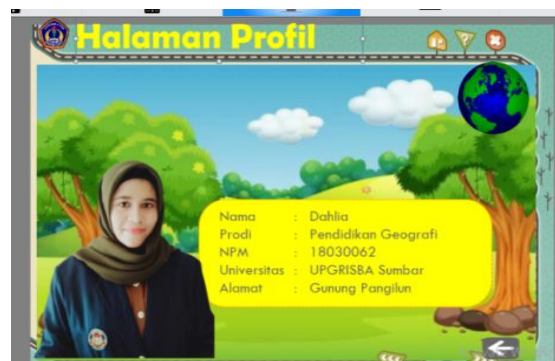 Halaman Profil
?
Nama : Dahlia
Prodi : Pendidikan Geografi
NPM : 18030062
Universitas : UPGRISBA Sumbar
Alamat : Gunung Pangilun